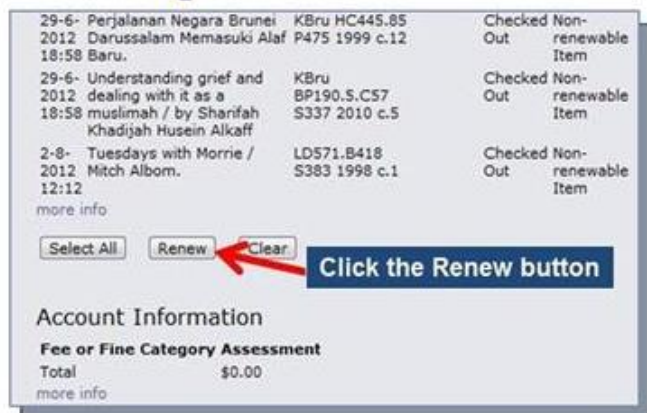 29-6- Perjalanan Negara Brunei KBru HC445.85 Checked Non-
2012 Darussalam Memasuki Alaf P475 1999 c.12 Out renewable
18:58 Baru. Item
29-6- Understanding grief and KBru Checked Non-
2012 dealing with it as a BP190.5.C57 Out renewable
18:58 muslimah / by Sharifah S337 2010 c.5 Item
Khadijah Husein Alkaff
2-8- Tuesdays with Morrie / LD571.B418 Checked Non-
2012 Mitch Albom. S383 1998 c.1 Out renewable
12:12 Item
more info
Select All Renew Clear
Click the Renew button
Account Information
Fee or Fine Category Assessment
Total $0.00
more info